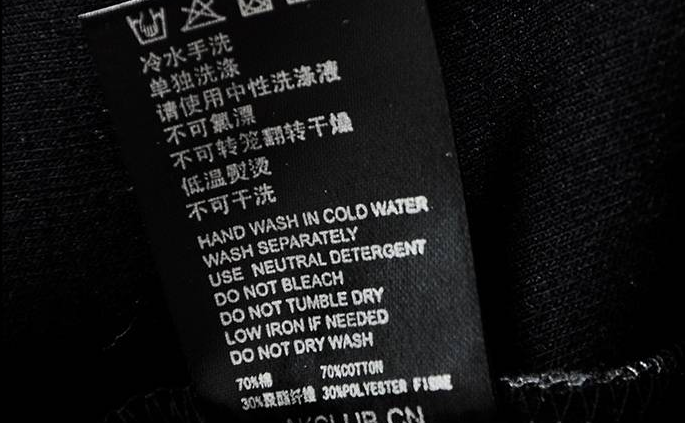 冷水手洗
单独洗涤
请使用中性洗涤液
不可氯漂
不可转笼翻转干燥
低温熨烫
不可干洗
HAND WASH IN COLD WATER
WASH SEPARATELY
USE NEUTRAL DETERGENT
DO NOT BLEACH
DO NOT TUMBLE DRY
LOW IRON IF NEEDED
DO NOT DRY WASH
70%棉 70%COTTON
30%聚酯纤维 30%POLYESTER FIBRE